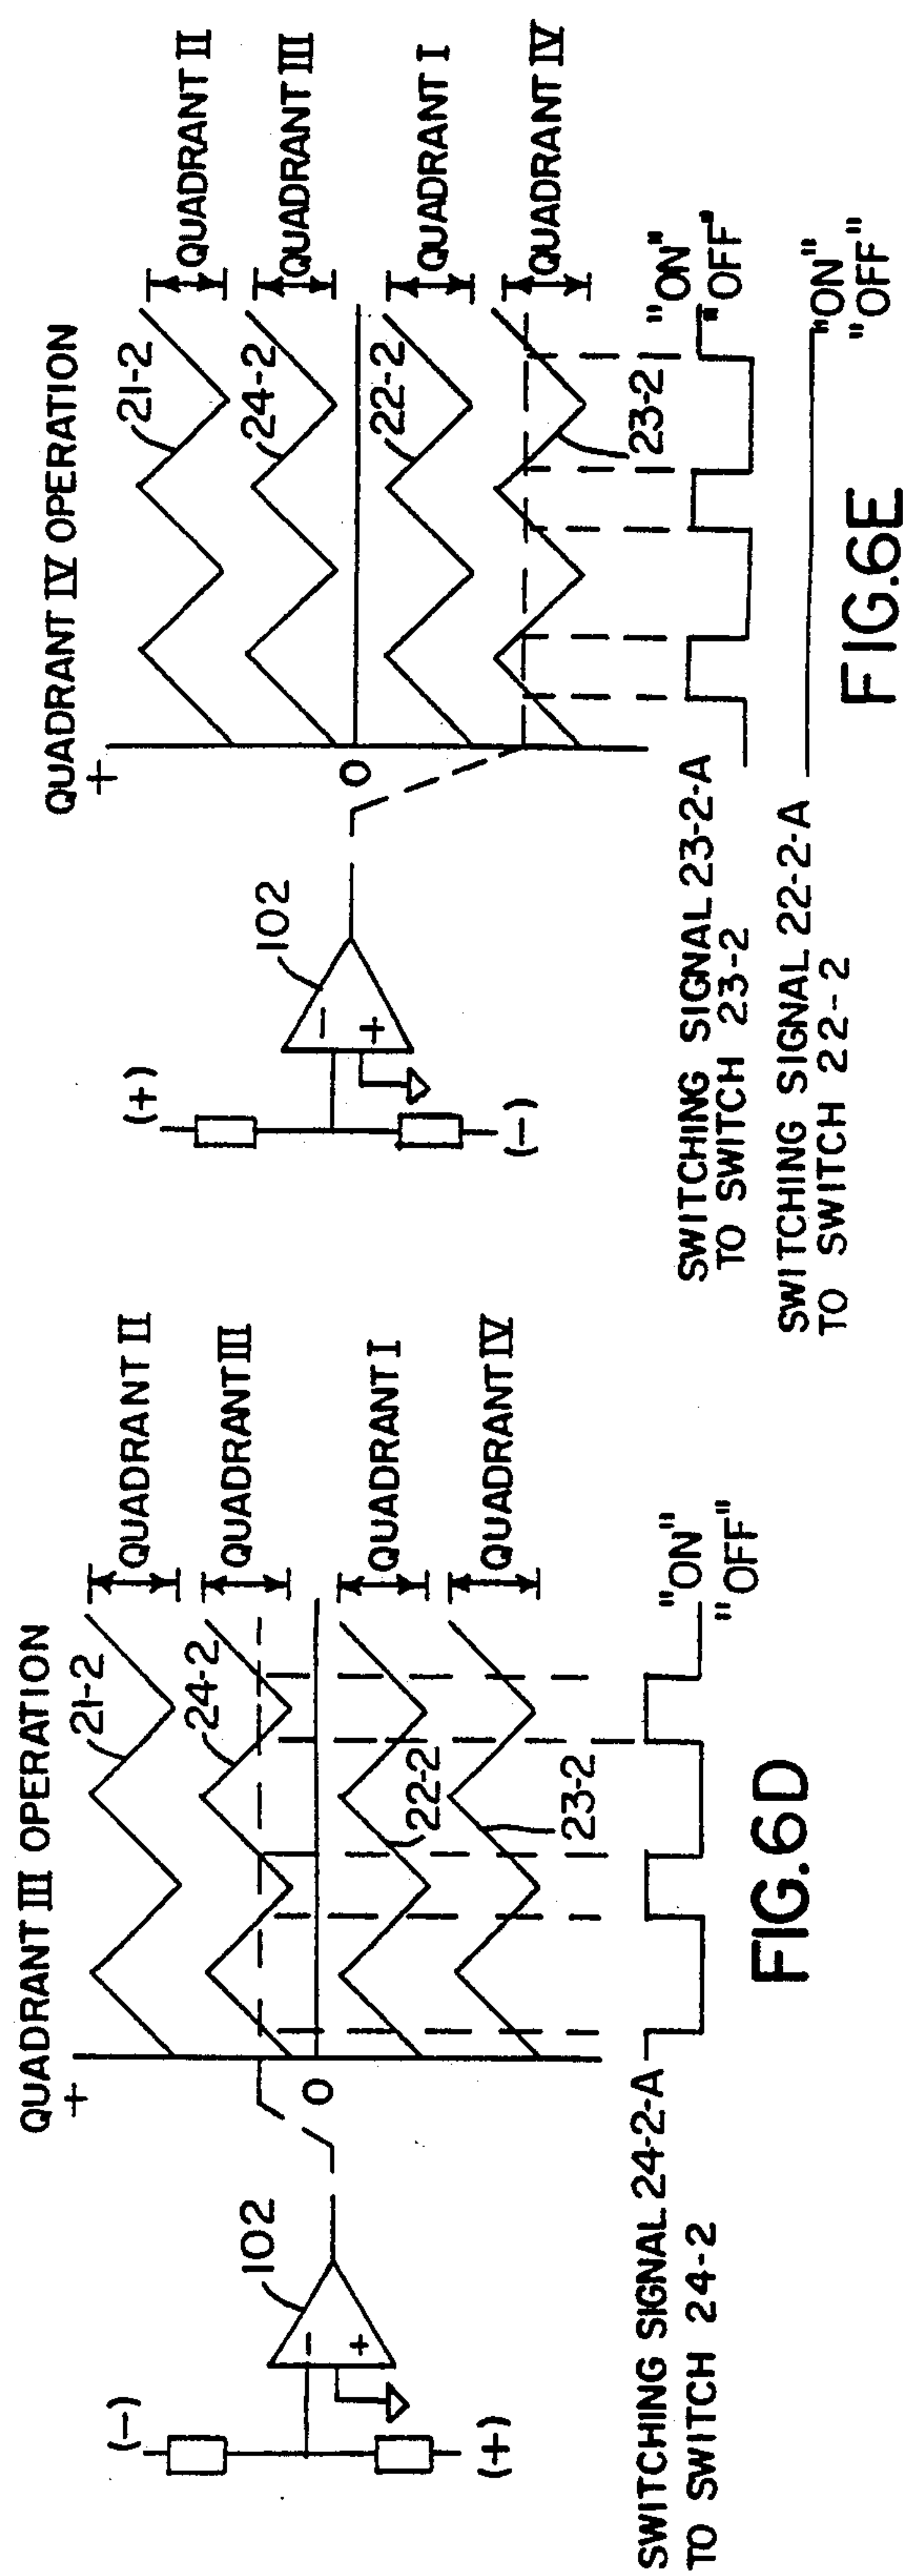 QUADRANT III OPERATION
+
0
(-)
(+)
-
+
102
21-2
24-2
22-2
23-2
QUADRANT II
QUADRANT III
QUADRANT I
QUADRANT IV
SWITCHING SIGNAL 24-2-A
TO SWITCH 24-2
"ON"
"OFF"
FIG.6D
QUADRANT IV OPERATION
+
0
(+)
(-)
-
+
102
21-2
24-2
22-2
23-2
QUADRANT II
QUADRANT III
QUADRANT I
QUADRANT IV
SWITCHING SIGNAL 23-2-A
TO SWITCH 23-2
"ON"
"OFF"
SWITCHING SIGNAL 22-2-A
TO SWITCH 22-2
"ON"
"OFF"
FIG.6E